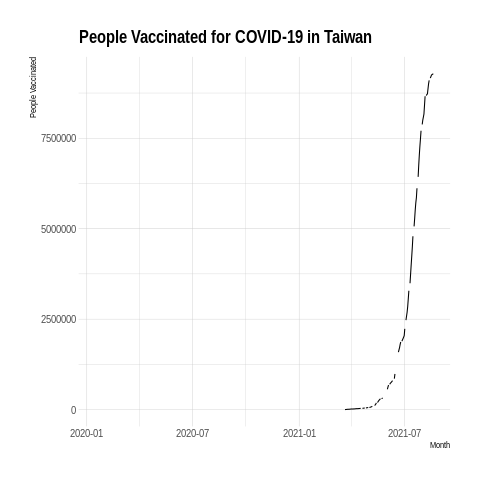 People Vaccinated for COVID-19 in Taiwan
People Vaccinated
7500000
5000000
2500000
0
2020-01 2020-07 2021-01 2021-07
Month